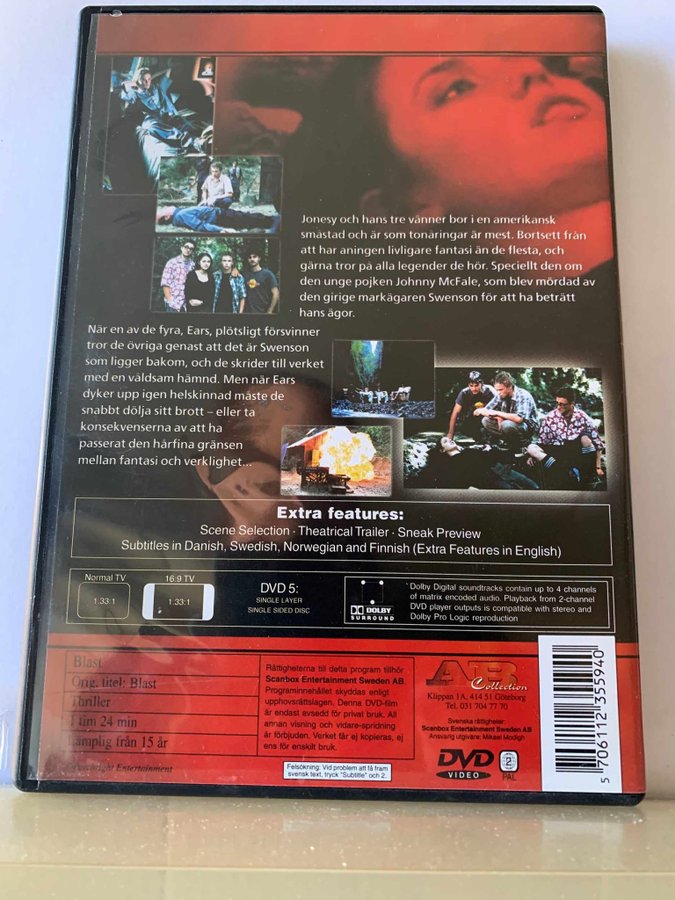 Jonesy och hans tre vänner bor i en amerikansk
småstad och är som tonåringar är mest. Bortsett från
att har aningen livligare fantasi än de flesta, och
gärna tror på alla legender de hör. Speciellt den om
den unge pojken Johnny McFale, som blev mördad av
den girige markägaren Swenson för att ha beträtt
hans ägor.
När en av de fyra, Ears, plötsligt försvinner
tror de övriga genast att det är Swenson
som ligger bakom, och de skrider till verket
med en våldsam hämnd. Men när Ears
dyker upp igen helskinnad måste de
snabbt dölja sitt brott – eller ta
konsekvenserna av att ha
passerat den hårfina gränsen
mellan fantasi och verklighet...
Extra features:
Scene Selection · Theatrical Trailer · Sneak Preview
Subtitles in Danish, Swedish, Norwegian and Finnish (Extra Features in English)
Normal TV
1.33:1
16:9 TV
1.33:1
DVD 5:
SINGLE LAYER
SINGLE SIDED DISC
DOLBY
SURROUND
Dolby Digital soundtracks contain up to 4 channels
of matrix encoded audio. Playback from 2-channel
DVD player outputs is compatible with stereo and
Dolby Pro Logic reproduction
Blast
Orig. titel: Blast
Thriller
1 tim 24 min
Lämplig från 15 år
Entertainment
Rättigheterna till detta program tillhör
Scanbox Entertainment Sweden AB.
Programinnehållet skyddas enligt
upphovsrättslagen. Denna DVD-film
är endast avsedd för privat bruk. All
annan visning och vidare-spridning
är förbjuden. Verket får ej kopieras, ej
ens för enskilt bruk.
Felsökning: Vid problem att få fram
svensk text, tryck "Subtitle" och 2.
AB
Collection
Klippan 1A, 414 51 Göteborg
Tel. 031 704 77 70
Svenska rättigheter:
Scanbox Entertainment Sweden AB
Ansvarig utgivare: Mikael Modigh
DVD
VIDEO
2
PAL
5 706112 355940